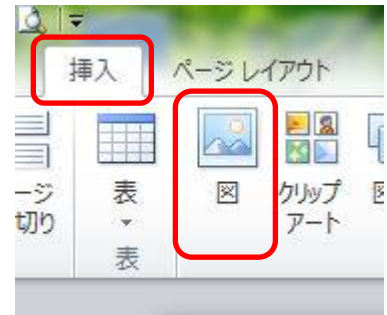 挿入 ページ レイアウト
ージ
切り
表
表
図
クリップ
アート
図